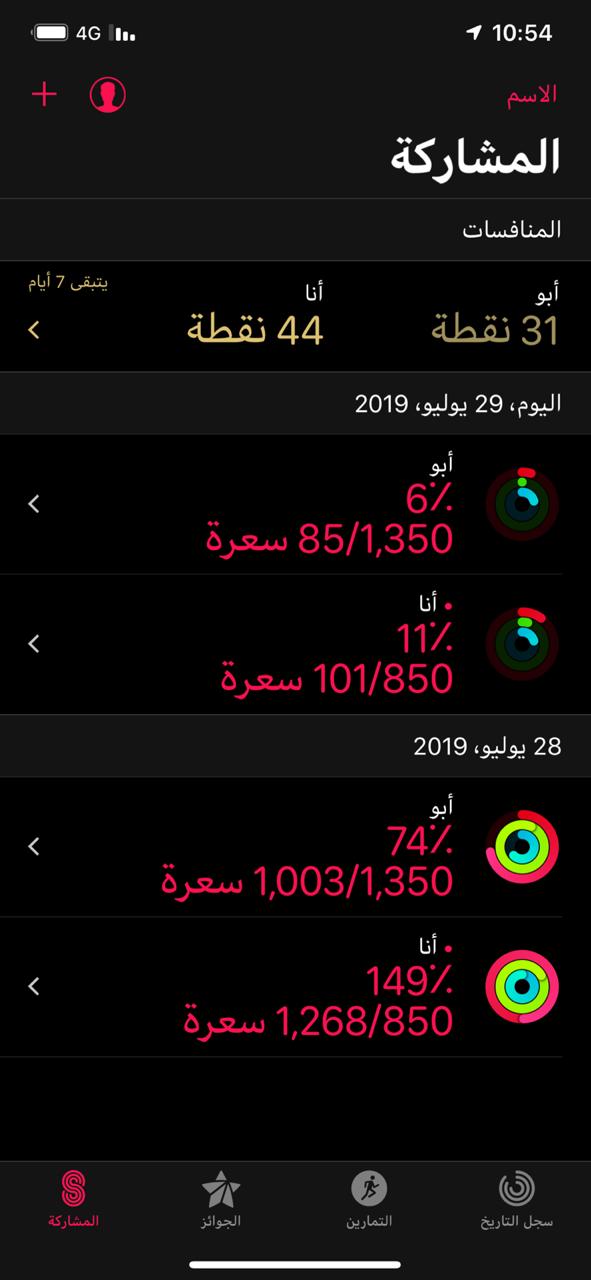 10:54
4G
الاسم
المشاركة
المنافسات
أبو
31 نقطة
أنا
44 نقطة
يتبقى 7 أيام
اليوم، 29 يوليو، 2019
أبو
6٪
85/1,350 سعرة
أنا
11٪
101/850 سعرة
28 يوليو، 2019
أبو
74٪
1,003/1,350 سعرة
أنا
149٪
1,268/850 سعرة
سجل التاريخ
التمارين
الجوائز
المشاركة